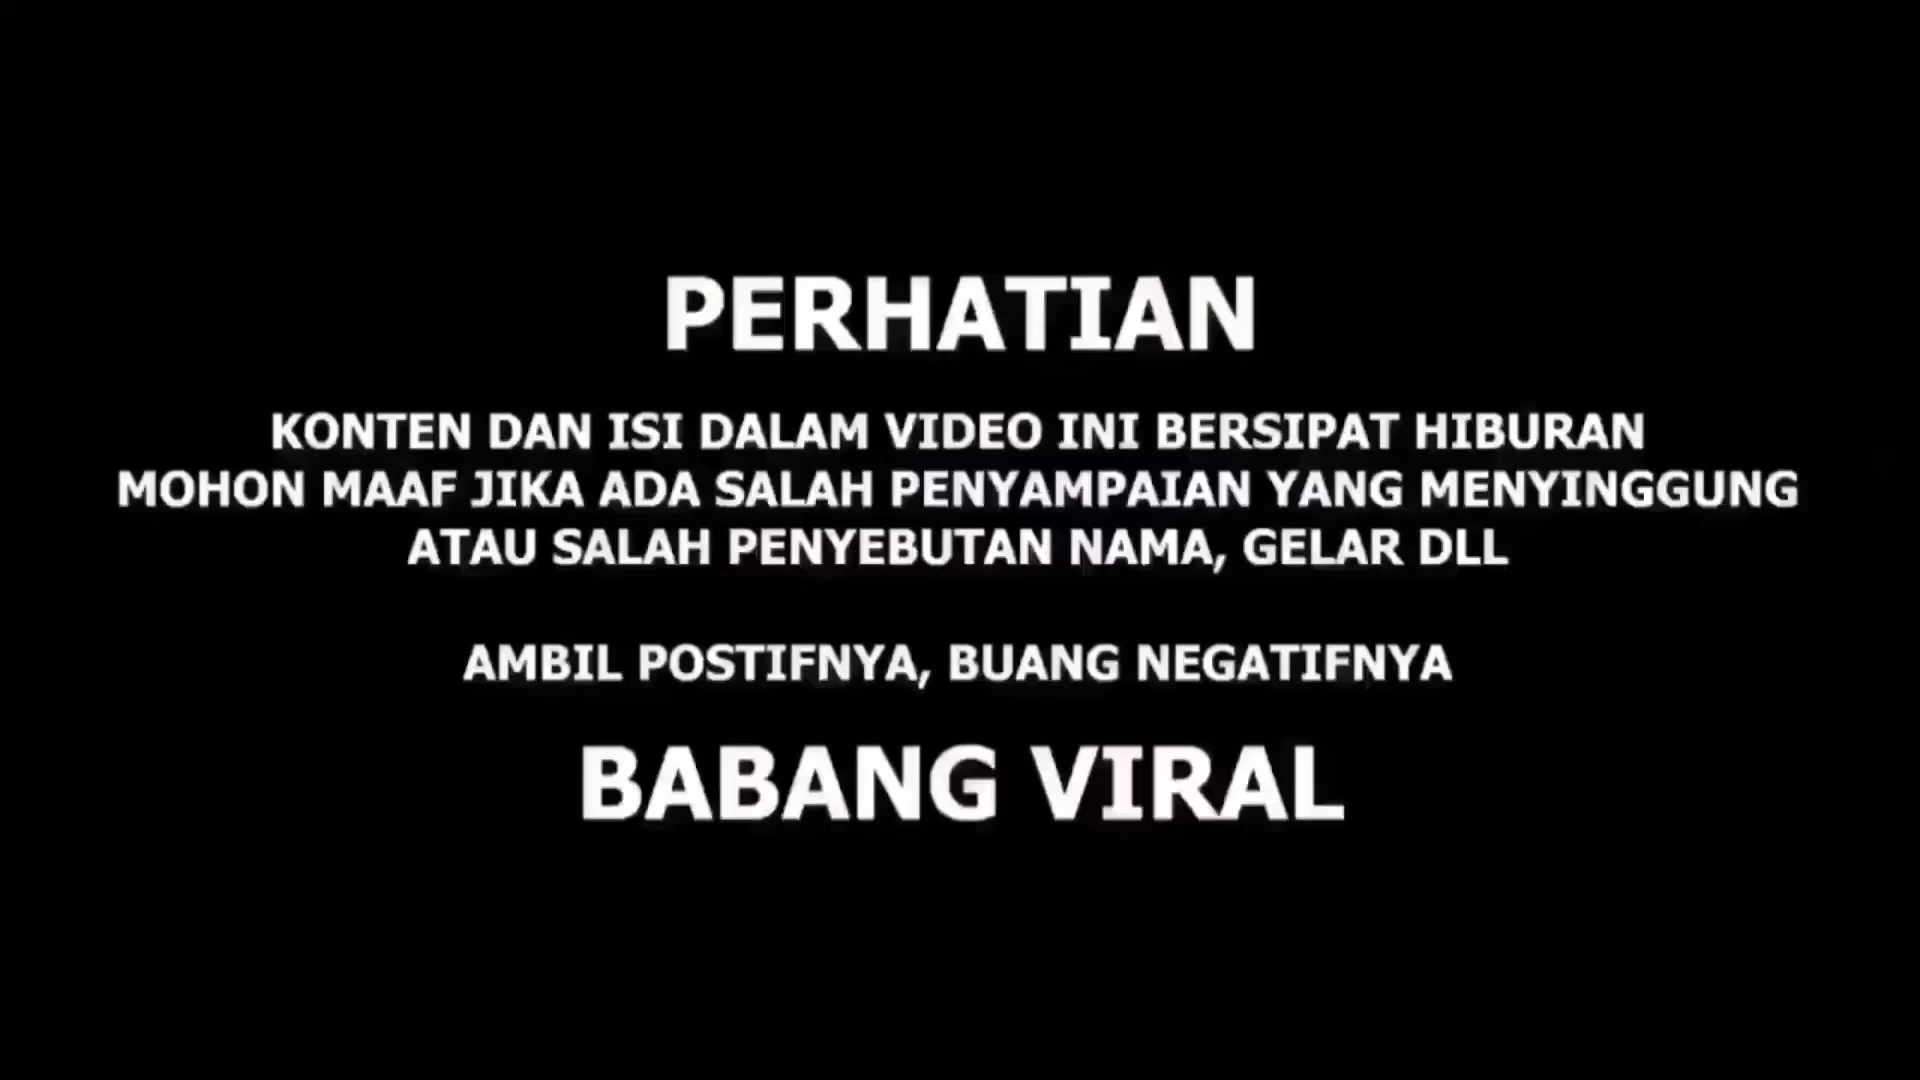 PERHATIAN
KONTEN DAN ISI DALAM VIDEO INI BERSIPAT HIBURAN
MOHON MAAF JIKA ADA SALAH PENYAMPAIAN YANG MENYINGGUNG
ATAU SALAH PENYEBUTAN NAMA, GELAR DLL
AMBIL POSTIFNYA, BUANG NEGATIFNYA
BABANG VIRAL